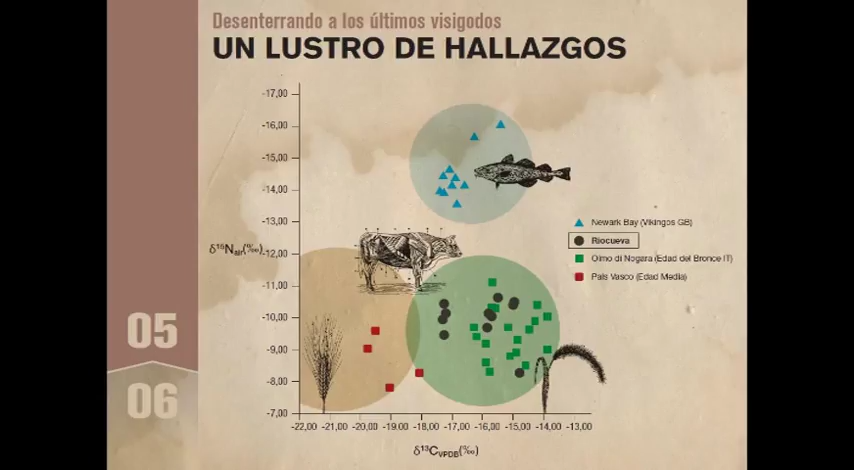 Desenterrando a los últimos visigodos
UN LUSTRO DE HALLAZGOS
-17,00
-16,00
-15,00
-14,00
-13,00
δ¹⁵Nair(‰) -12,00
-11,00
-10,00
-9,00
-8,00
-7,00
-22,00 -21,00 -20,00 -19,00 -18,00 -17,00 -16,00 -15,00 -14,00 -13,00
δ¹³CVPDB(‰)
Newark Bay (Vikingos GB)
Riocueva
Olmo di Nogara (Edad del Bronce IT)
País Vasco (Edad Media)
05
06